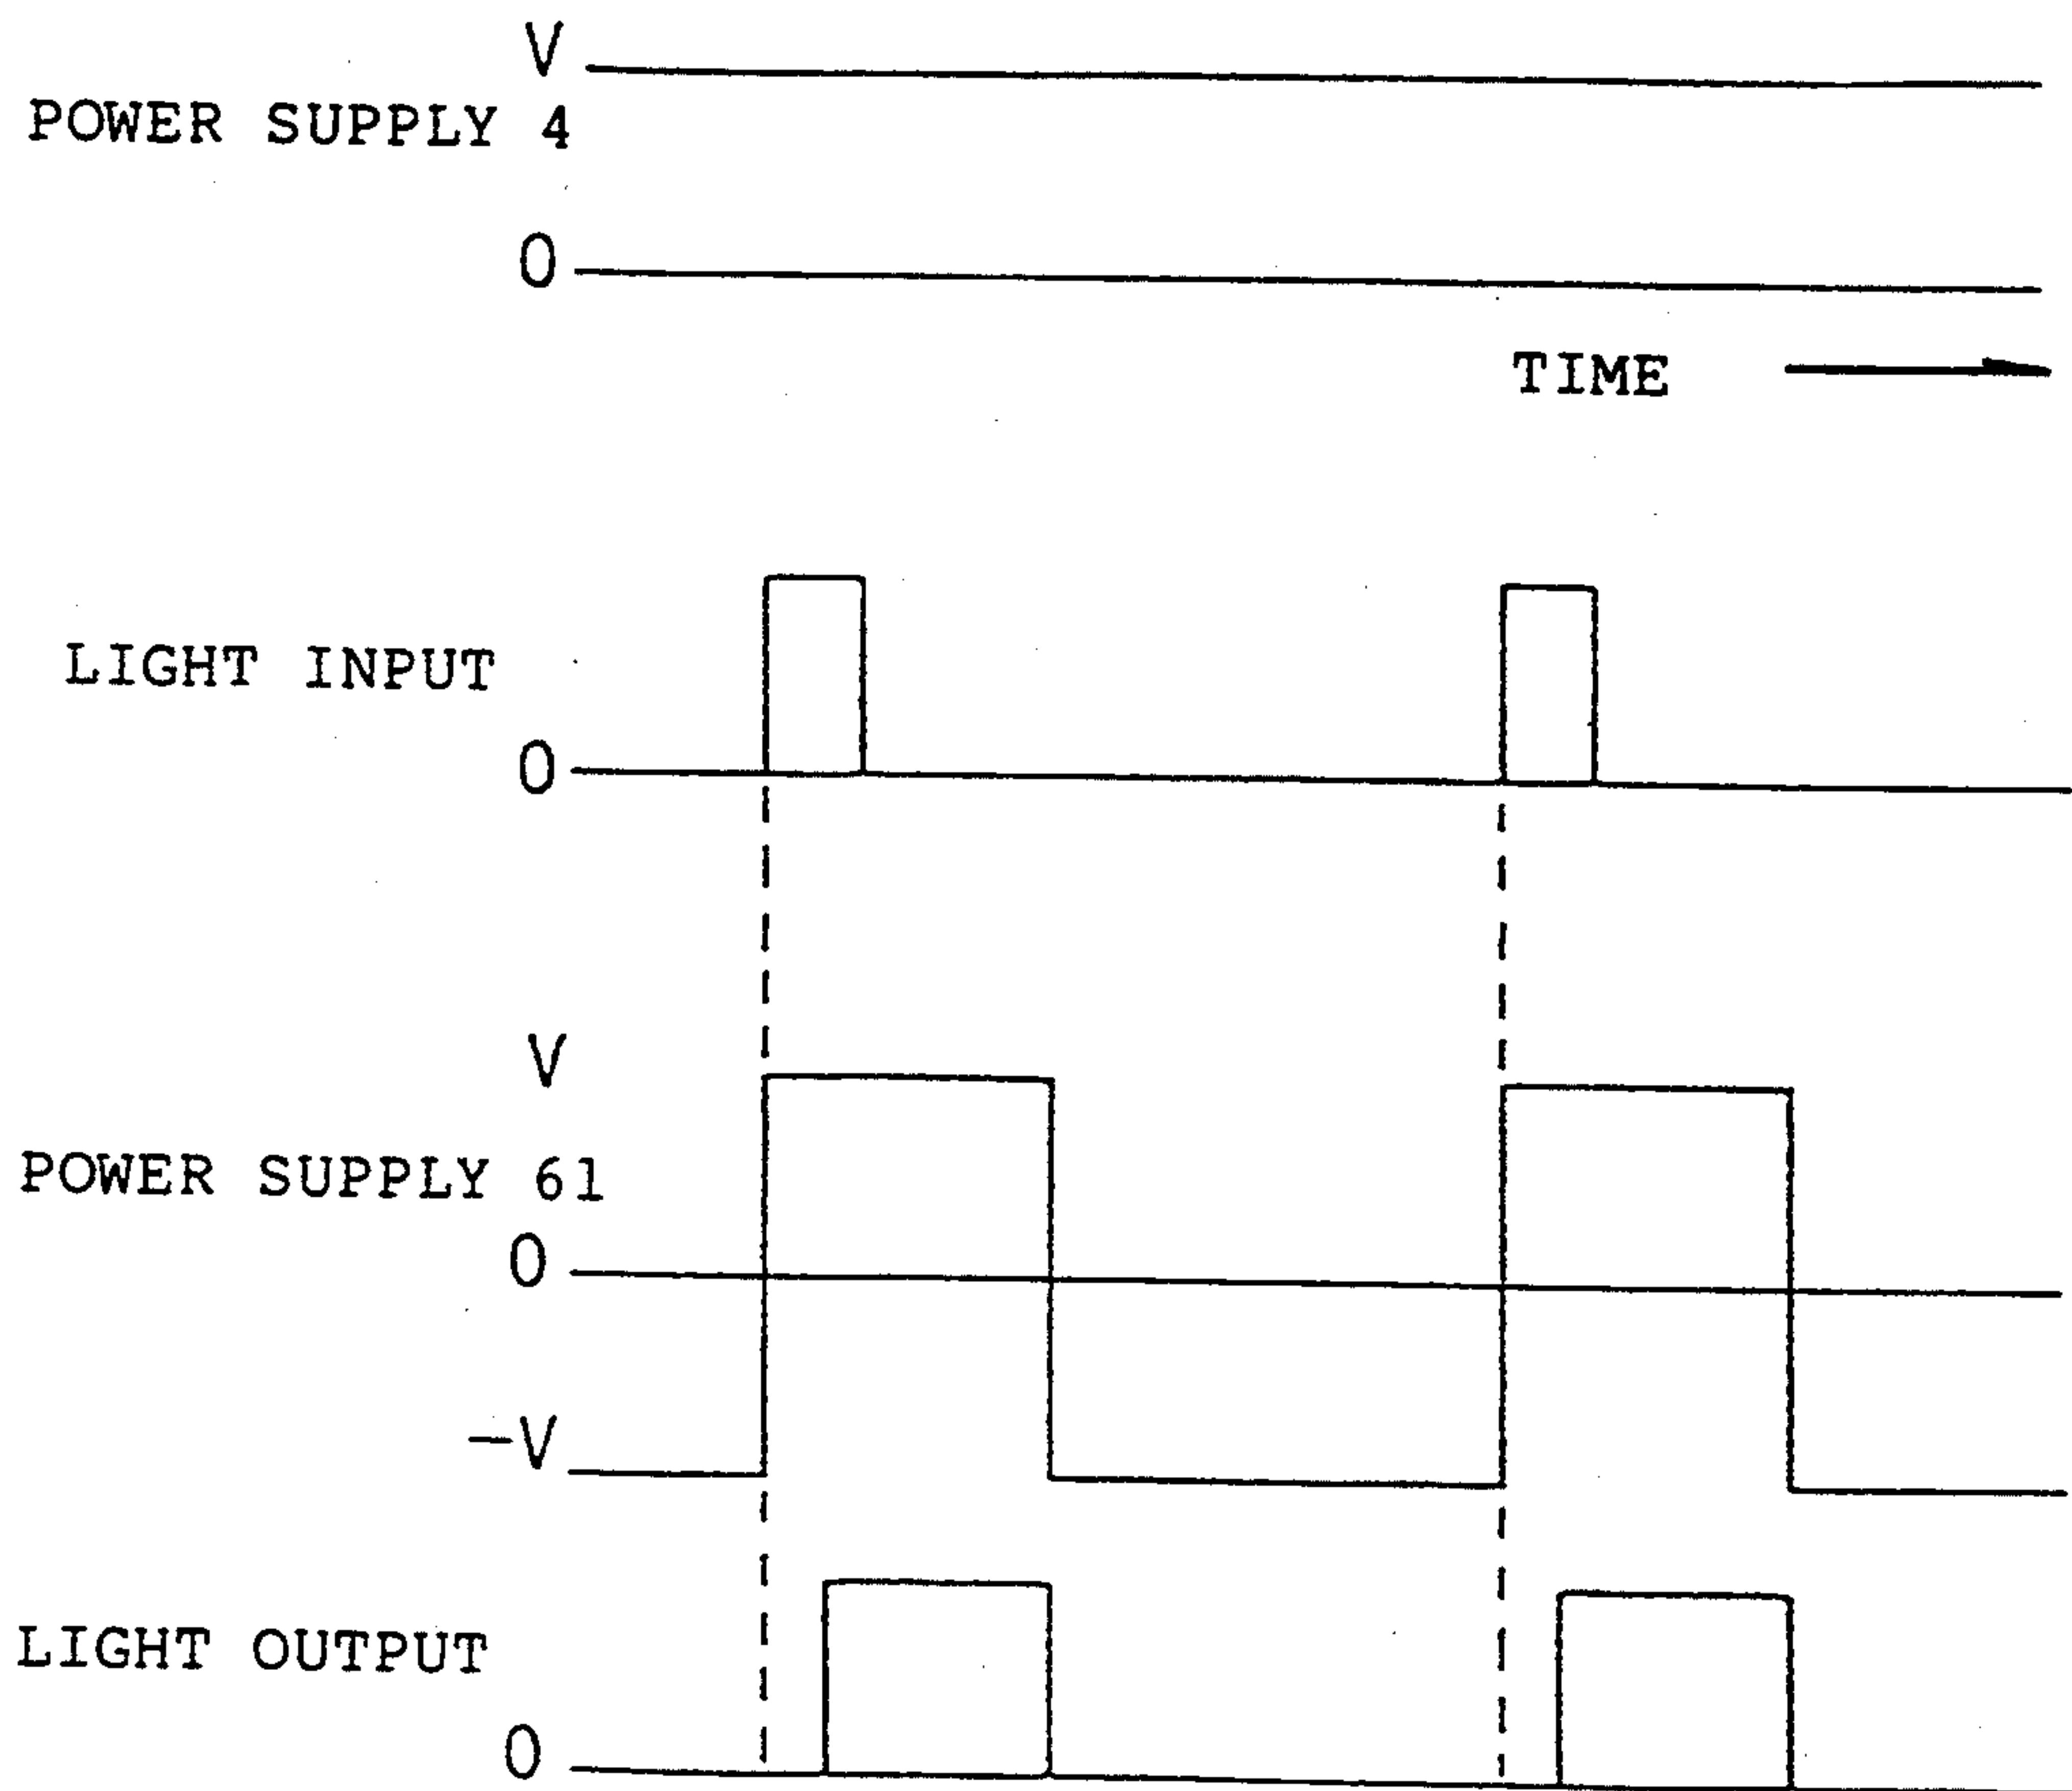 V
POWER SUPPLY 4
0
TIME
LIGHT INPUT
0
V
POWER SUPPLY 61
0
-V
LIGHT OUTPUT
0